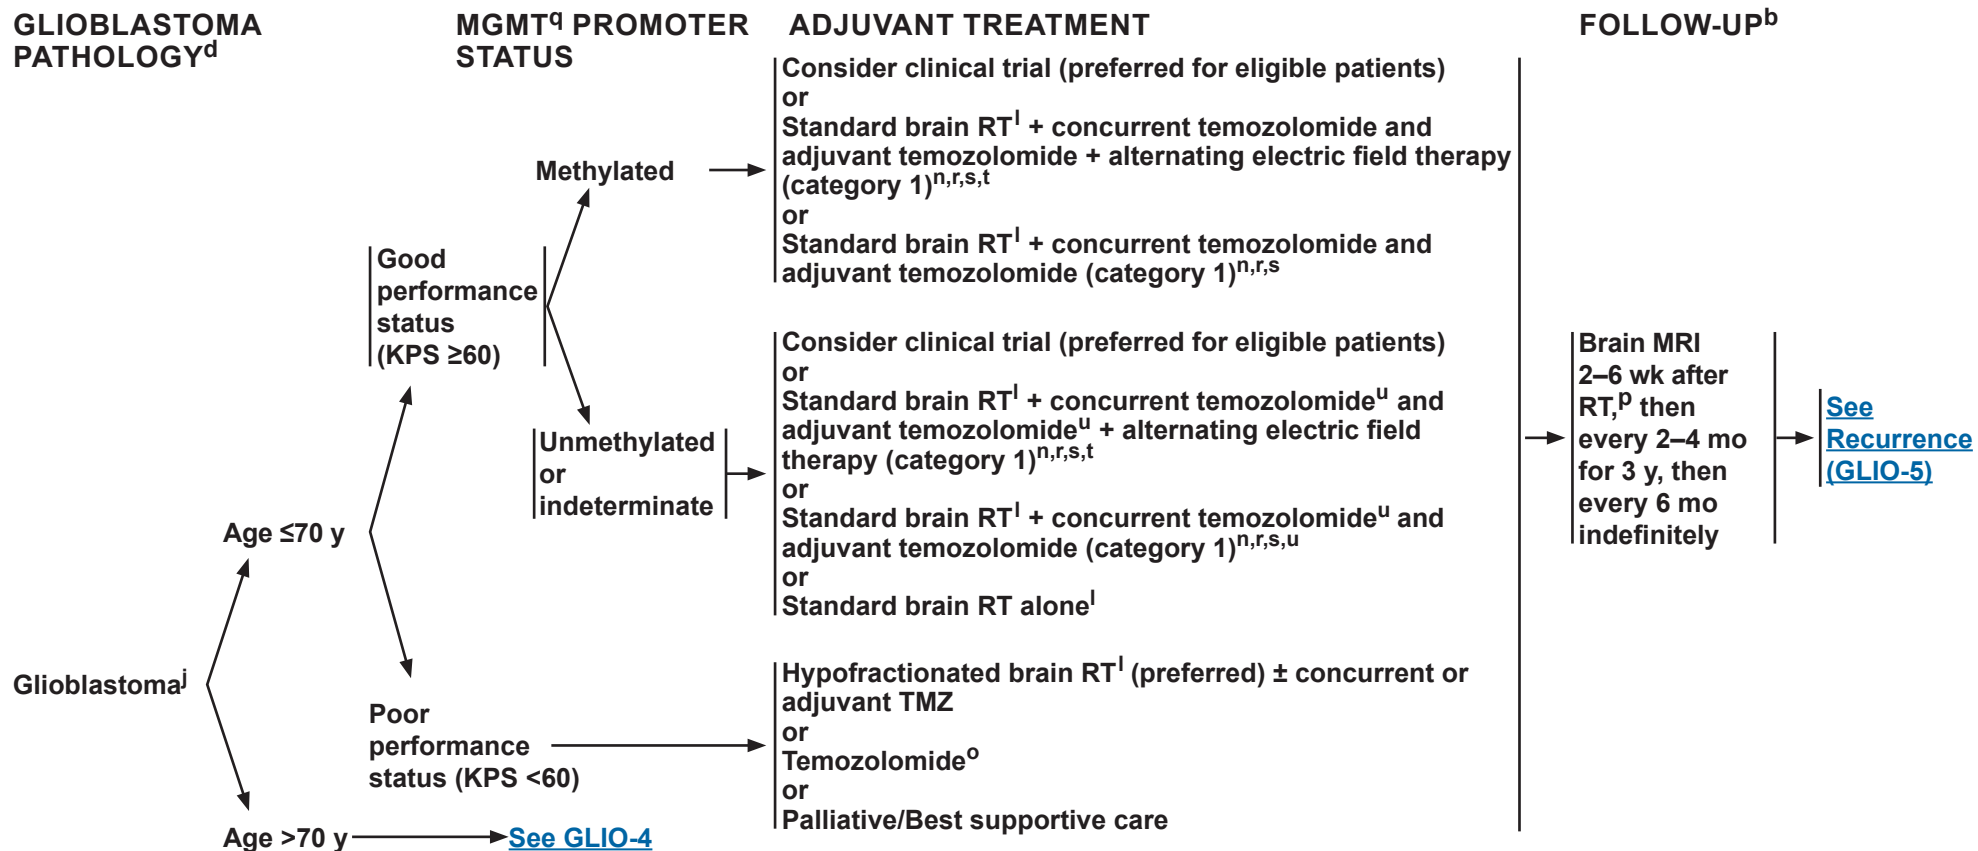 GLIOBLASTOMA
PATHOLOGYd
MGMTq PROMOTER
STATUS
ADJUVANT TREATMENT
FOLLOW-UPb
Glioblastomaj
Age ≤70 y
Age >70 y
See GLIO-4
Good
performance
status
(KPS ≥60)
Poor
performance
status (KPS <60)
Methylated
Unmethylated
or
indeterminate
Consider clinical trial (preferred for eligible patients)
or
Standard brain RTl + concurrent temozolomide and
adjuvant temozolomide + alternating electric field therapy
(category 1)n,r,s,t
or
Standard brain RTl + concurrent temozolomide and
adjuvant temozolomide (category 1)n,r,s
Consider clinical trial (preferred for eligible patients)
or
Standard brain RTl + concurrent temozolomideu and
adjuvant temozolomideu + alternating electric field
therapy (category 1)n,r,s,t
or
Standard brain RTl + concurrent temozolomideu and
adjuvant temozolomide (category 1)n,r,s,u
or
Standard brain RT alonel
Hypofractionated brain RTl (preferred) ± concurrent or
adjuvant TMZ
or
Temozolomideo
or
Palliative/Best supportive care
Brain MRI
2–6 wk after
RT,p then
every 2–4 mo
for 3 y, then
every 6 mo
indefinitely
See
Recurrence
(GLIO-5)